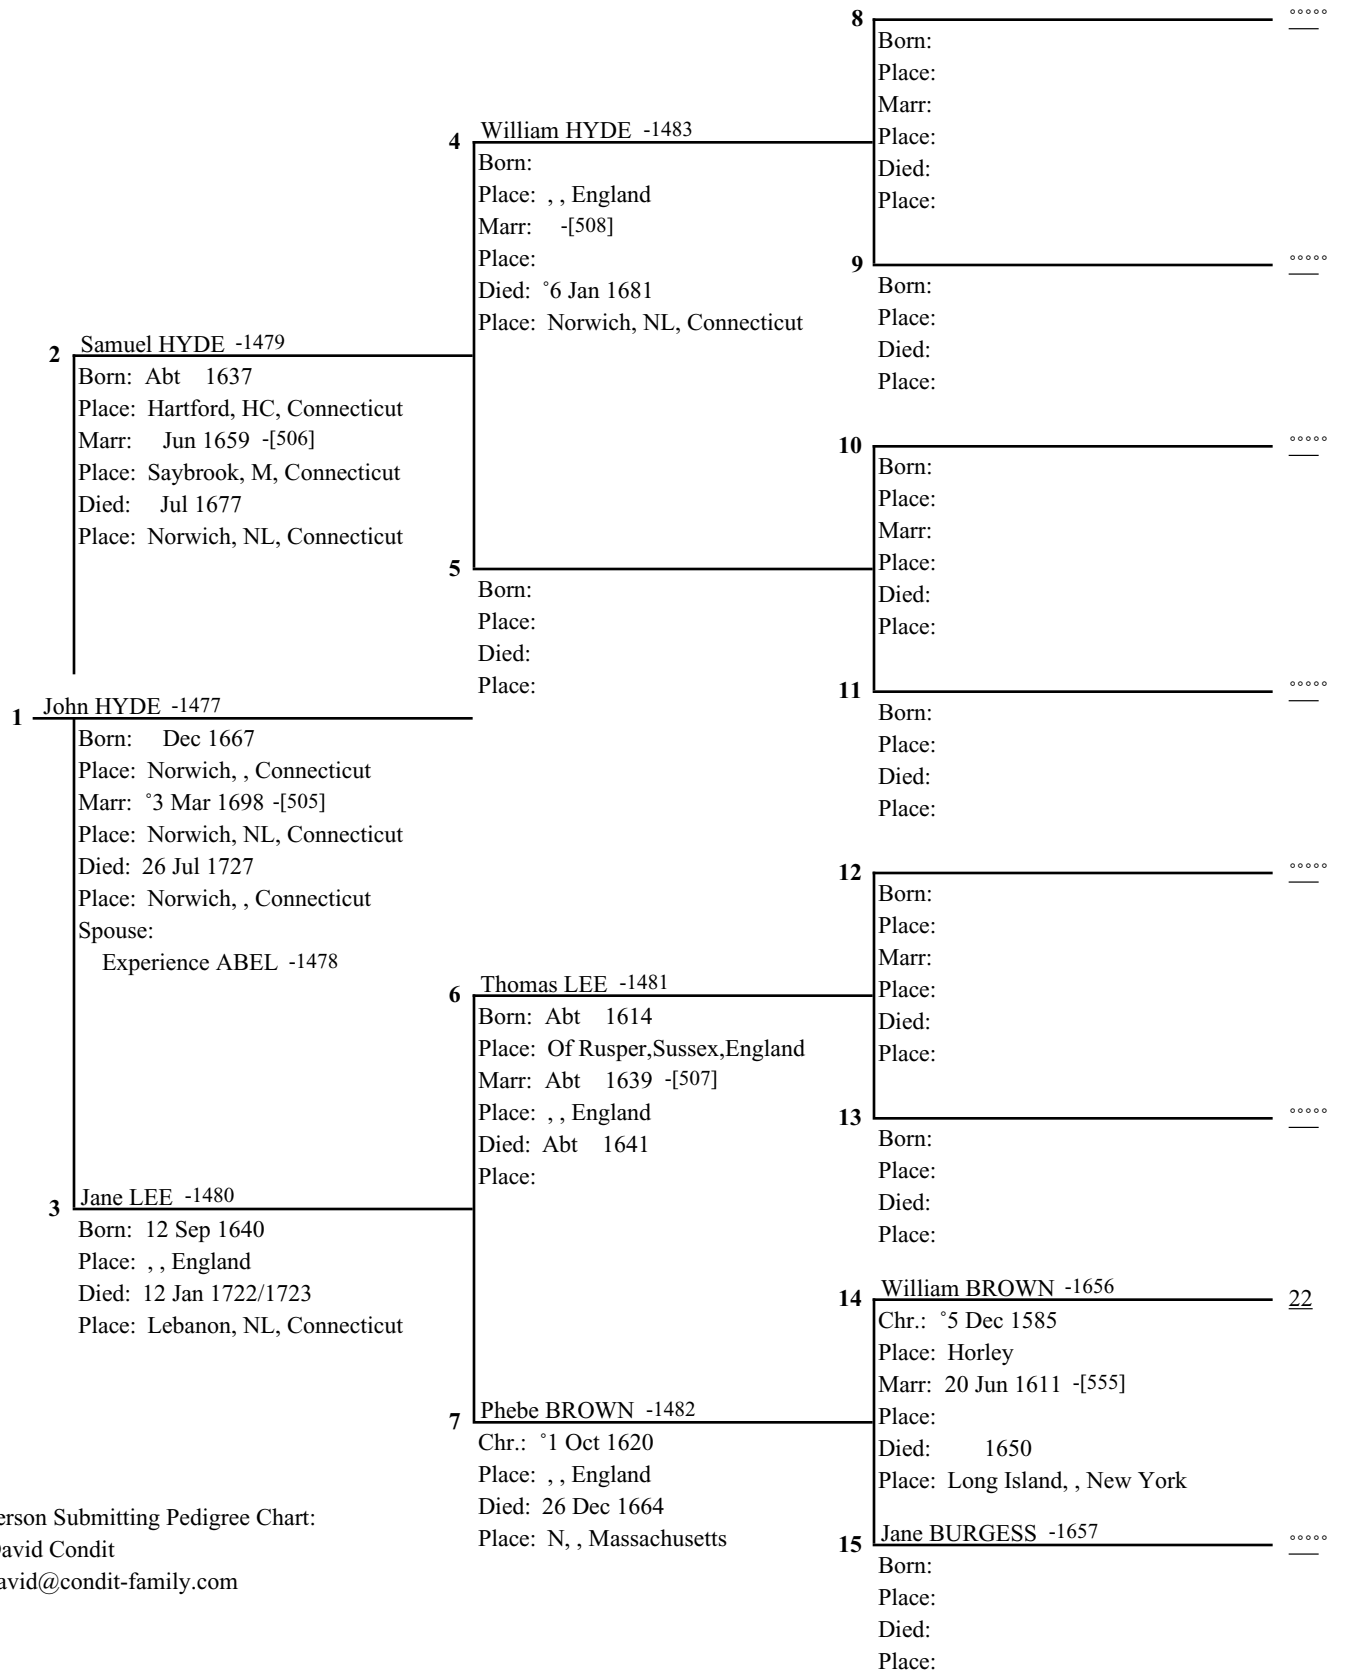 8 °°°°°
Born:
Place:
Marr:
Place:
Died:
Place:
4 William HYDE -1483
Born:
Place: , , England
Marr: -[508]
Place:
Died: °6 Jan 1681
Place: Norwich, NL, Connecticut
9 °°°°°
Born:
Place:
Died:
Place:
2 Samuel HYDE -1479
Born: Abt 1637
Place: Hartford, HC, Connecticut
Marr: Jun 1659 -[506]
Place: Saybrook, M, Connecticut
Died: Jul 1677
Place: Norwich, NL, Connecticut
10 °°°°°
Born:
Place:
Marr:
Place:
Died:
Place:
5
Born:
Place:
Died:
Place:
11 °°°°°
Born:
Place:
Died:
Place:
1 John HYDE -1477
Born: Dec 1667
Place: Norwich, , Connecticut
Marr: °3 Mar 1698 -[505]
Place: Norwich, NL, Connecticut
Died: 26 Jul 1727
Place: Norwich, , Connecticut
Spouse:
Experience ABEL -1478
12 °°°°°
Born:
Place:
Marr:
Place:
Died:
Place:
6 Thomas LEE -1481
Born: Abt 1614
Place: Of Rusper,Sussex,England
Marr: Abt 1639 -[507]
Place: , , England
Died: Abt 1641
Place:
13 °°°°°
Born:
Place:
Died:
Place:
3 Jane LEE -1480
Born: 12 Sep 1640
Place: , , England
Died: 12 Jan 1722/1723
Place: Lebanon, NL, Connecticut
14 William BROWN -1656 22
Chr.: °5 Dec 1585
Place: Horley
Marr: 20 Jun 1611 -[555]
Place:
Died: 1650
Place: Long Island, , New York
7 Phebe BROWN -1482
Chr.: °1 Oct 1620
Place: , , England
Died: 26 Dec 1664
Place: N, , Massachusetts
15 Jane BURGESS -1657 °°°°°
Born:
Place:
Died:
Place:
erson Submitting Pedigree Chart:
David Condit
avid@condit-family.com